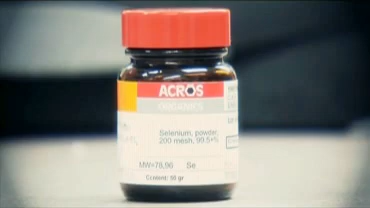 ACROS
ORGANICS
Selenium, powder,
200 mesh, 99.5+%
MW=78,96 Se
Content: 50 gr